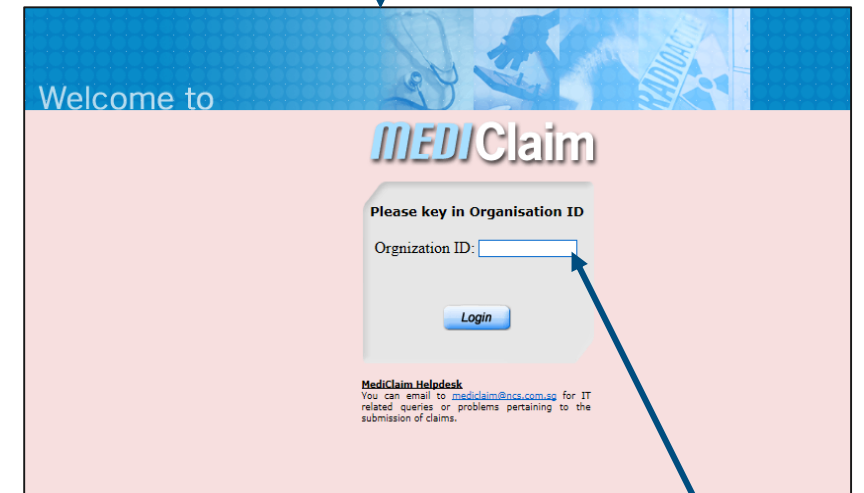 RADIOACTIVE
Welcome to
MEDIClaim
Please key in Organisation ID
Orgnization ID:
Login
MediClaim Helpdesk
You can email to mediclaim@ncs.com.sg for IT
related queries or problems pertaining to the
submission of claims.